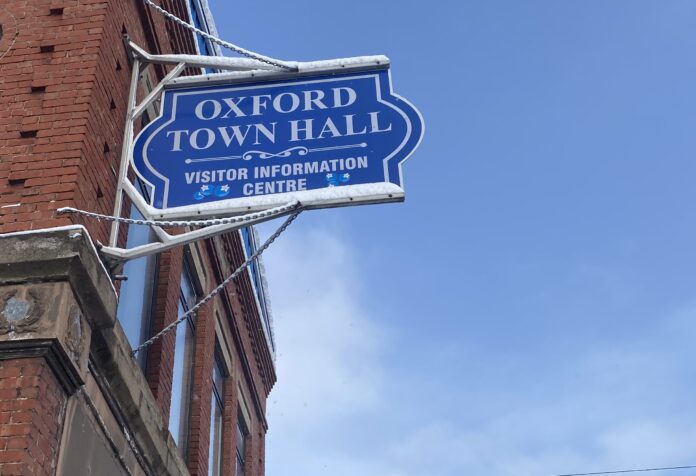 OXFORD
TOWN HALL
VISITOR INFORMATION
CENTRE